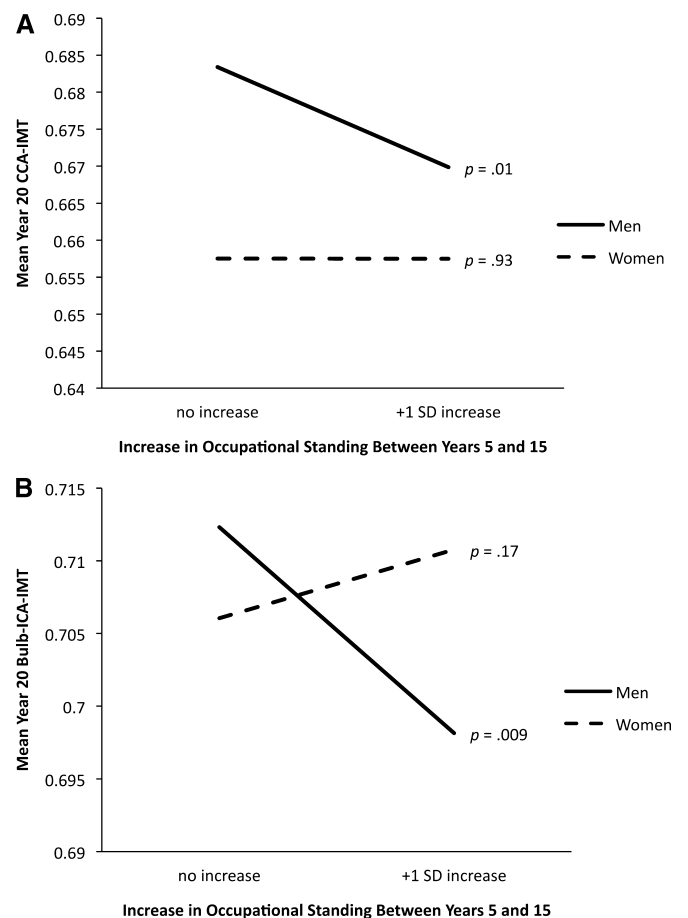 A
Mean Year 20 CCA-IMT
0.69
0.685
0.68
0.675
0.67
0.665
0.66
0.655
0.65
0.645
0.64
p = .01
p = .93
Men
Women
no increase
+1 SD increase
Increase in Occupational Standing Between Years 5 and 15
B
Mean Year 20 Bulb-ICA-IMT
0.715
0.71
0.705
0.7
0.695
0.69
p = .17
p = .009
Men
Women
no increase
+1 SD increase
Increase in Occupational Standing Between Years 5 and 15